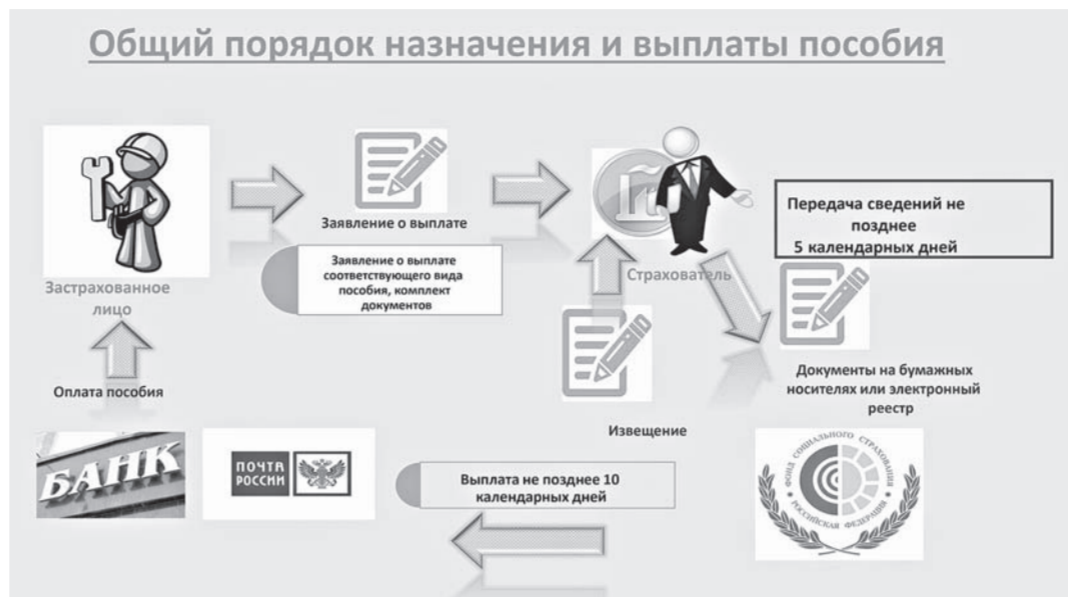 Общий порядок назначения и выплаты пособия
Заявление о выплате
Заявление о выплате
соответствующего вида
пособия, комплект
документов
Застрахованное
лицо
Страхователь
Передача сведений не
позднее
5 календарных дней
Документы на бумажных
носителях или электронный
реестр
Извещение
Оплата пособия
БАНК
ПОЧТА
РОССИИ
Выплата не позднее 10
календарных дней
ФОНД СОЦИАЛЬНОГО СТРАХОВАНИЯ
РОССИЙСКАЯ ФЕДЕРАЦИЯ